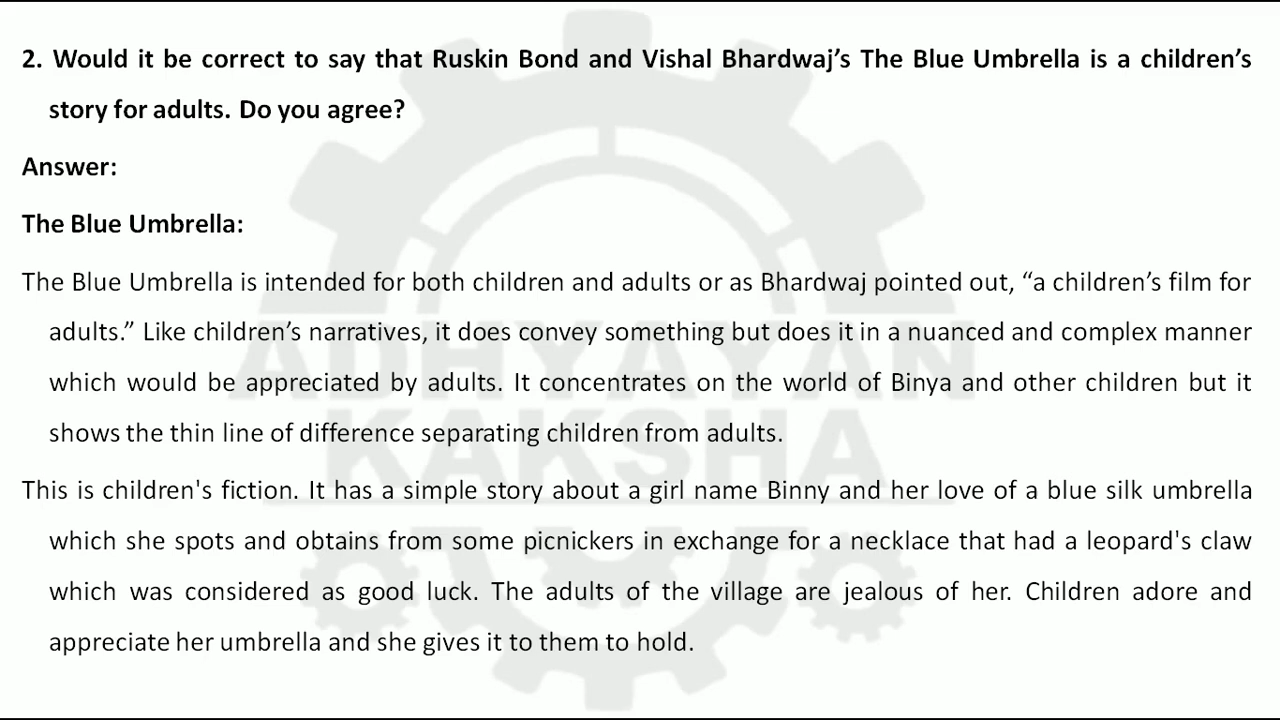 2. Would it be correct to say that Ruskin Bond and Vishal Bhardwaj’s The Blue Umbrella is a children’s
story for adults. Do you agree?
Answer:
The Blue Umbrella:
The Blue Umbrella is intended for both children and adults or as Bhardwaj pointed out, “a children’s film for
adults.” Like children’s narratives, it does convey something but does it in a nuanced and complex manner
which would be appreciated by adults. It concentrates on the world of Binya and other children but it
shows the thin line of difference separating children from adults.
This is children's fiction. It has a simple story about a girl name Binny and her love of a blue silk umbrella
which she spots and obtains from some picnickers in exchange for a necklace that had a leopard's claw
which was considered as good luck. The adults of the village are jealous of her. Children adore and
appreciate her umbrella and she gives it to them to hold.
ADHYAYAN
KAKSHA